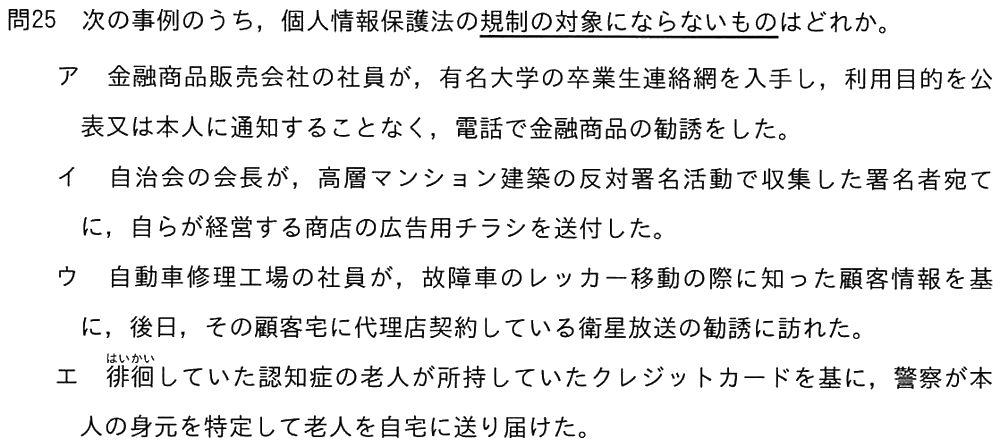 問25 次の事例のうち，個人情報保護法の規制の対象にならないものはどれか。
ア 金融商品販売会社の社員が，有名大学の卒業生連絡網を入手し，利用目的を公
表又は本人に通知することなく，電話で金融商品の勧誘をした。
イ 自治会の会長が，高層マンション建築の反対署名活動で収集した署名者宛て
に，自らが経営する商店の広告用チラシを送付した。
ウ 自動車修理工場の社員が，故障車のレッカー移動の際に知った顧客情報を基
に，後日，その顧客宅に代理店契約している衛星放送の勧誘に訪れた。
はいかい
エ 徘徊していた認知症の老人が所持していたクレジットカードを基に，警察が本
人の身元を特定して老人を自宅に送り届けた。